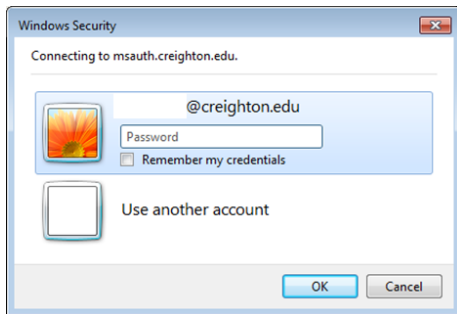 Windows Security
Connecting to msauth.creighton.edu.
@creighton.edu
Password
Remember my credentials
Use another account
OK
Cancel